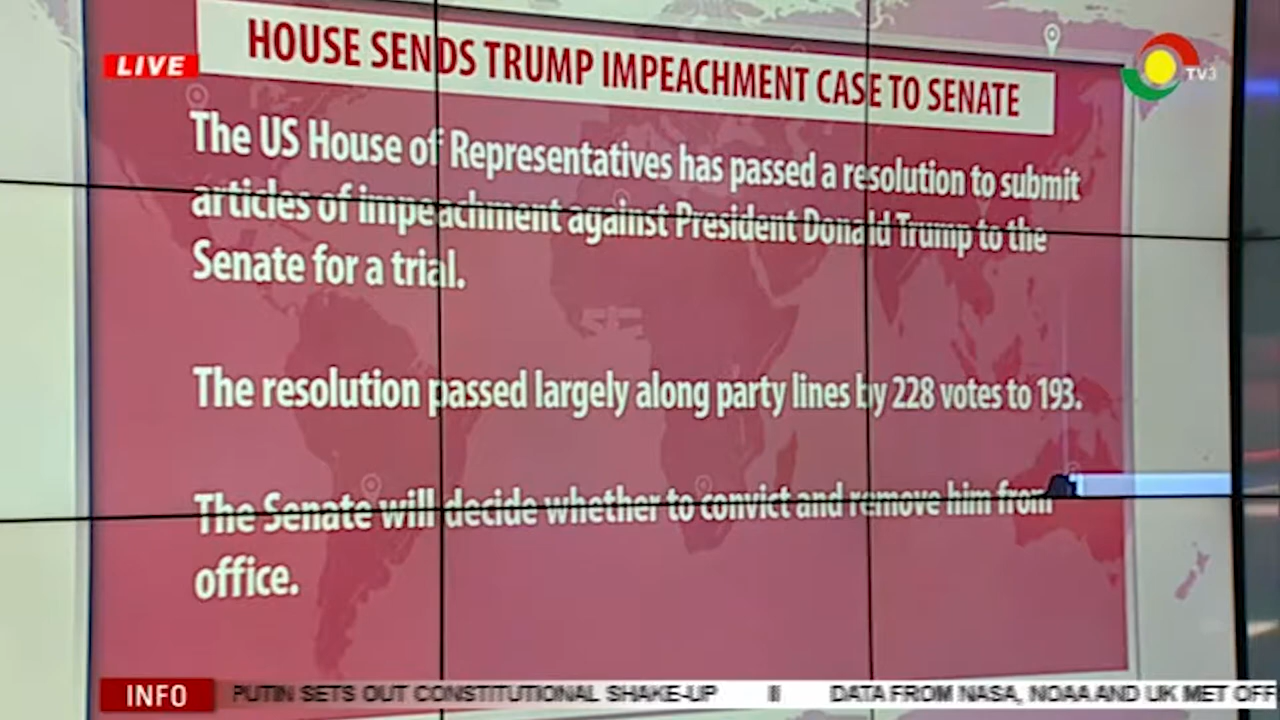 HOUSE SENDS TRUMP IMPEACHMENT CASE TO SENATE
LIVE
TV3
The US House of Representatives has passed a resolution to submit
articles of impeachment against President Donald Trump to the
Senate for a trial.
The resolution passed largely along party lines by 228 votes to 193.
The Senate will decide whether to convict and remove him from
office.
INFO PUTIN SETS OUT CONSTITUTIONAL SHAKE-UP || DATA FROM NASA, NOAA AND UK MET OFF